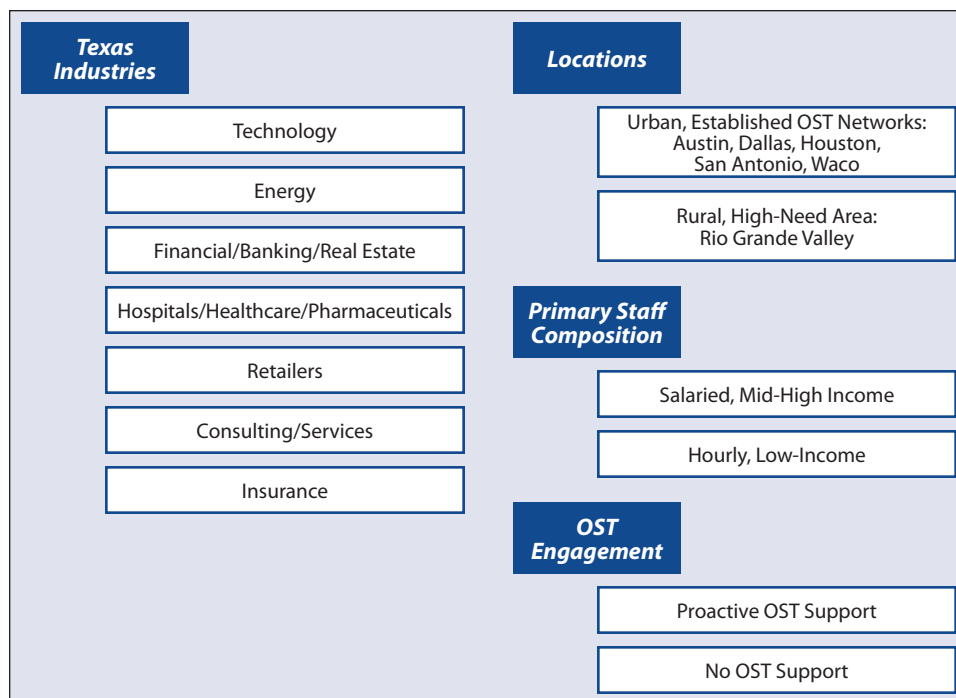 Texas
Industries
Technology
Energy
Financial/Banking/Real Estate
Hospitals/Healthcare/Pharmaceuticals
Retailers
Consulting/Services
Insurance
Locations
Urban, Established OST Networks:
Austin, Dallas, Houston,
San Antonio, Waco
Rural, High-Need Area:
Rio Grande Valley
Primary Staff
Composition
Salaried, Mid-High Income
Hourly, Low-Income
OST
Engagement
Proactive OST Support
No OST Support